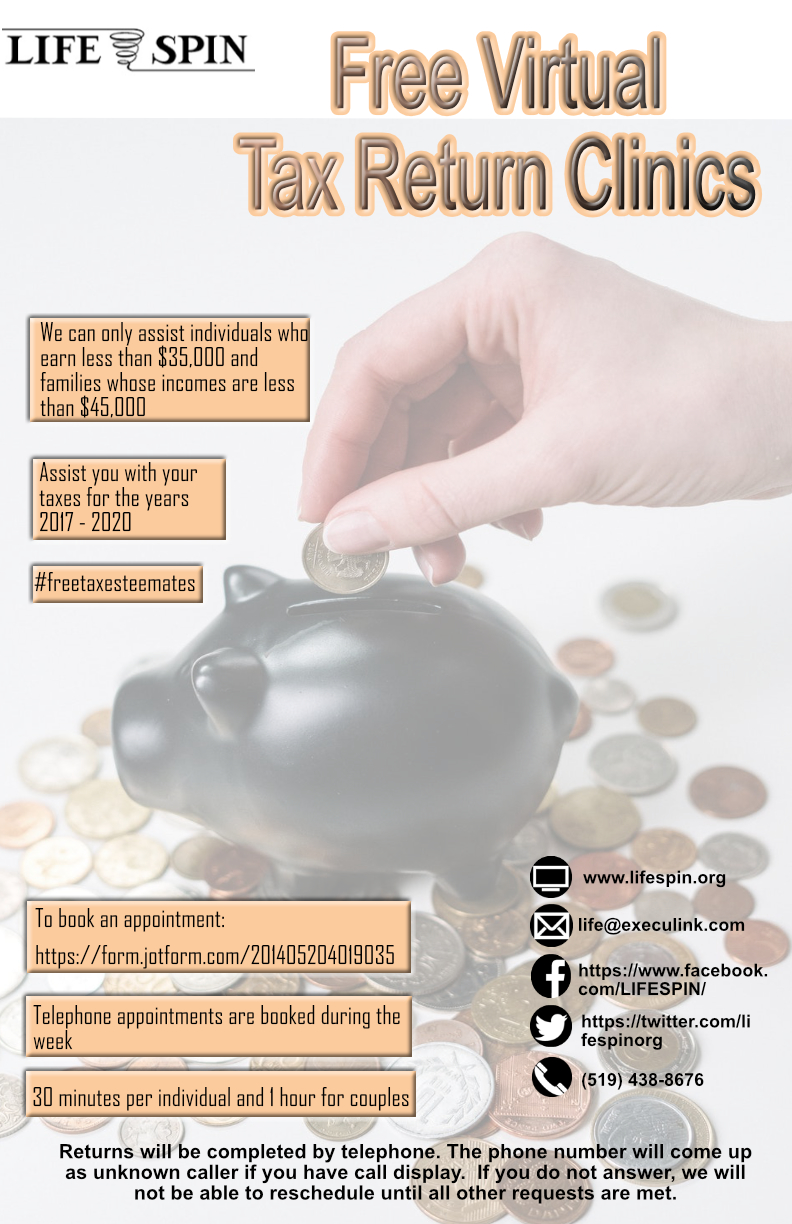 LIFE SPIN
Free Virtual
Tax Return Clinics
We can only assist individuals who
earn less than $35,000 and
families whose incomes are less
than $45,000
Assist you with your
taxes for the years
2017 - 2020
#freetaxesteemates
To book an appointment:
https://form.jotform.com/201405204019035
Telephone appointments are booked during the
week
30 minutes per individual and 1 hour for couples
www.lifespin.org
life@execulink.com
https://www.facebook.
com/LIFESPIN/
https://twitter.com/li
fespinorg
(519) 438-8676
Returns will be completed by telephone. The phone number will come up
as unknown caller if you have call display.  If you do not answer, we will
not be able to reschedule until all other requests are met.